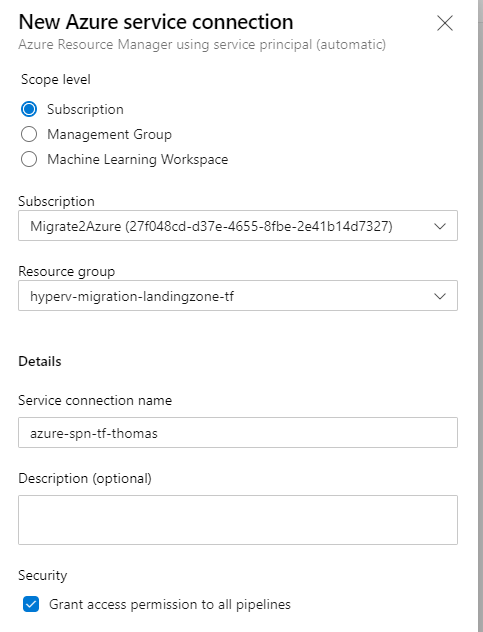 New Azure service connection
Azure Resource Manager using service principal (automatic)
Scope level
Subscription
Management Group
Machine Learning Workspace
Subscription
Migrate2Azure (27f048cd-d37e-4655-8fbe-2e41b14d7327)
Resource group
hyperv-migration-landingzone-tf
Details
Service connection name
azure-spn-tf-thomas
Description (optional)
Security
Grant access permission to all pipelines